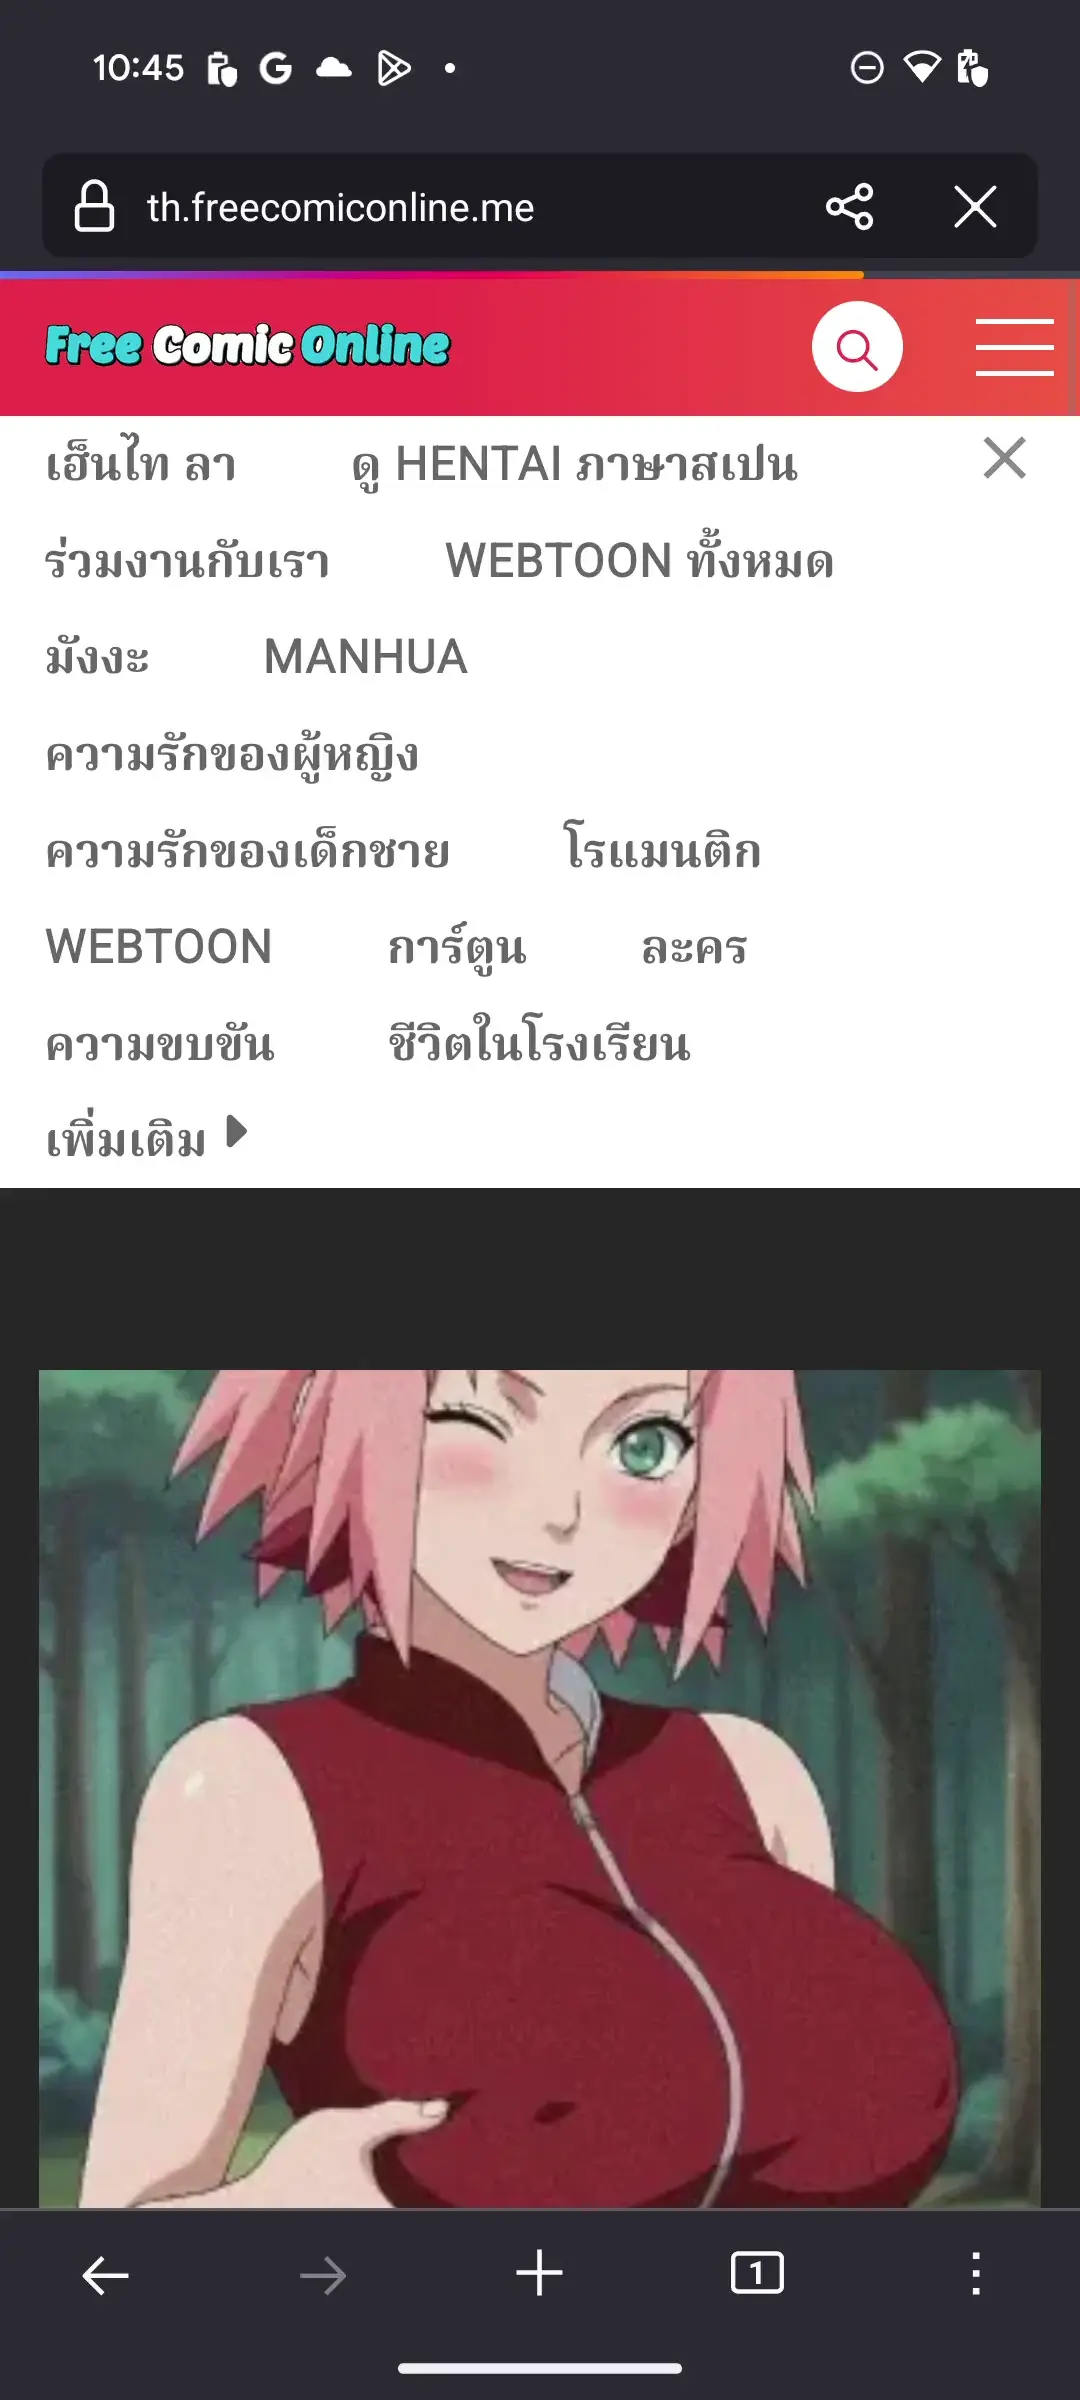 10:45
th.freecomiconline.me
Free Comic Online
เฮ็นไท ลา ดู HENTAI ภาษาสเปน
ร่วมงานกับเรา WEBTOON ทั้งหมด
มังงะ MANHUA
ความรักของผู้หญิง
ความรักของเด็กชาย โรแมนติก
WEBTOON การ์ตูน ละคร
ความขบขัน ชีวิตในโรงเรียน
เพิ่มเติม
1